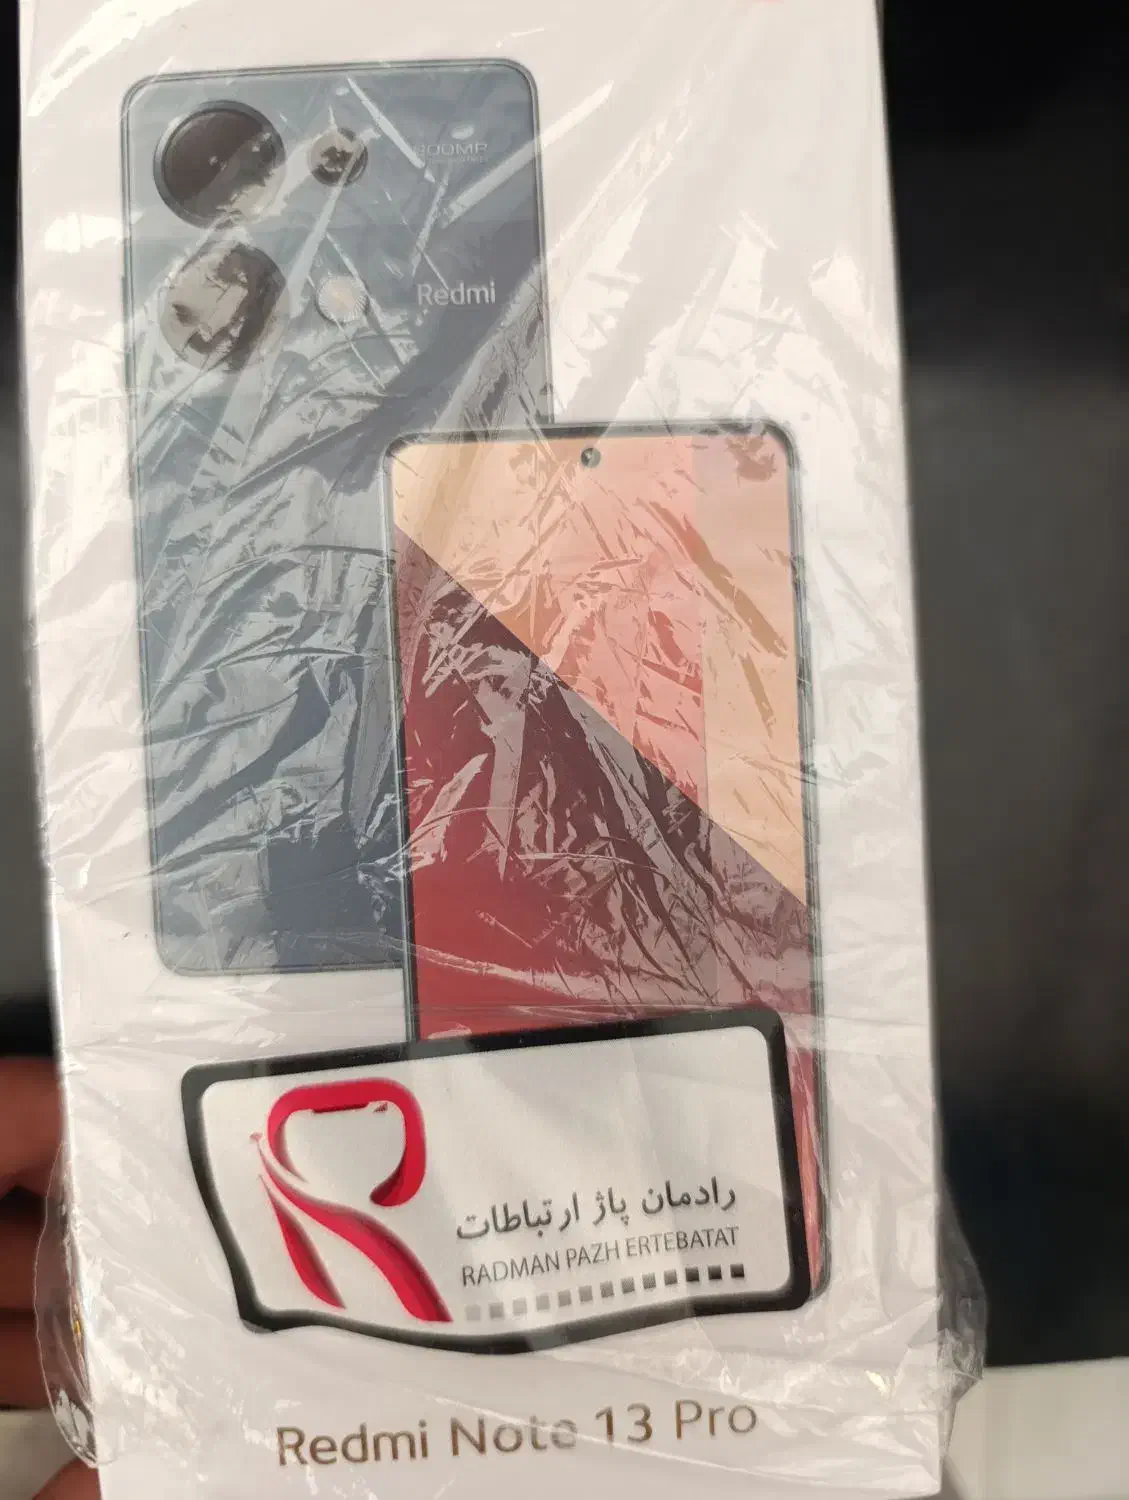 Redmi
رادمان پاژ ارتباطات
RADMAN PAZH ERTEBATAT
Redmi Note 13 Pro